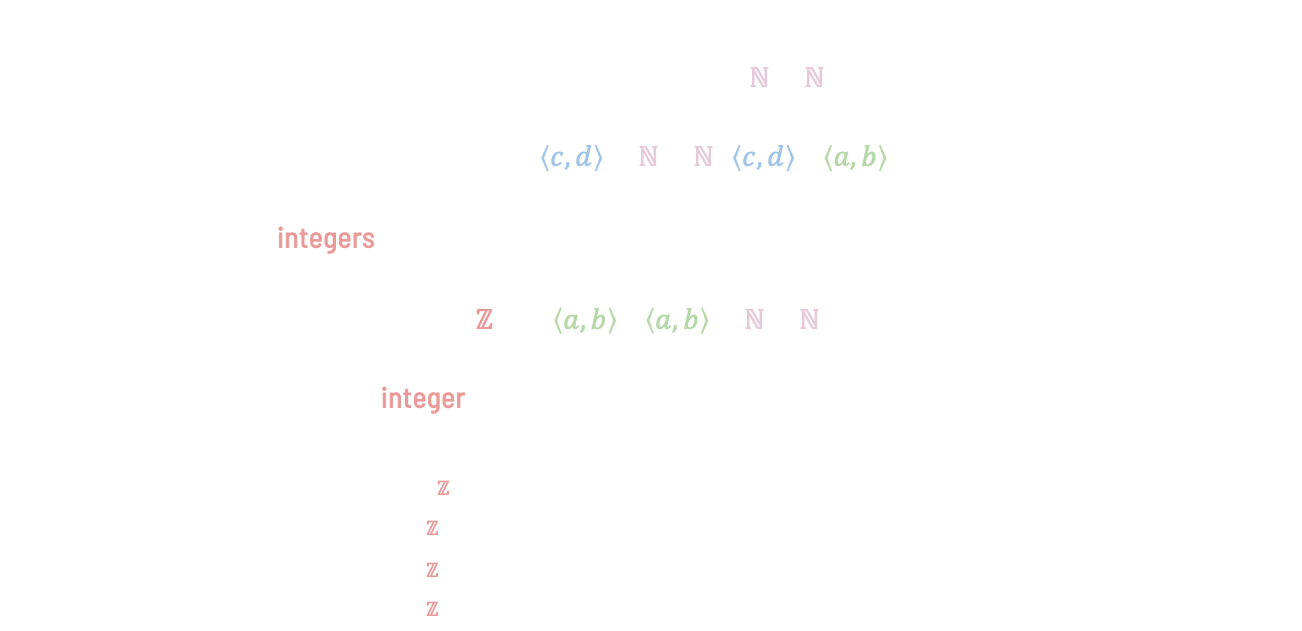 ℕ ℕ
⟨c, d⟩ ℕ ℕ ⟨c, d⟩ ⟨a, b⟩
integers
ℤ ⟨a, b⟩ ⟨a, b⟩ ℕ ℕ
integer
ℤ
ℤ
ℤ
ℤ